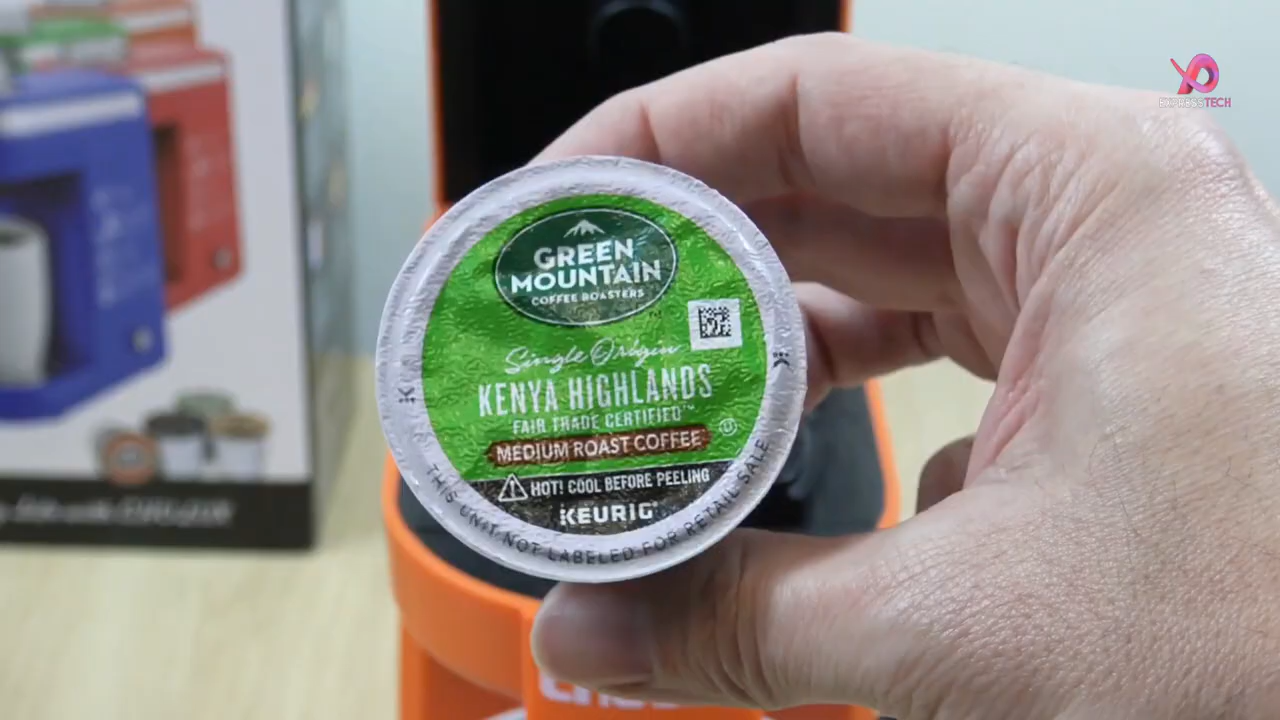 EXPRESSTECH
GREEN
MOUNTAIN
COFFEE ROASTERS
Single Origin
KENYA HIGHLANDS
FAIR TRADE CERTIFIED™
MEDIUM ROAST COFFEE
HOT! COOL BEFORE PEELING
KEURIG®
THIS UNIT NOT LABELED FOR RETAIL SALE